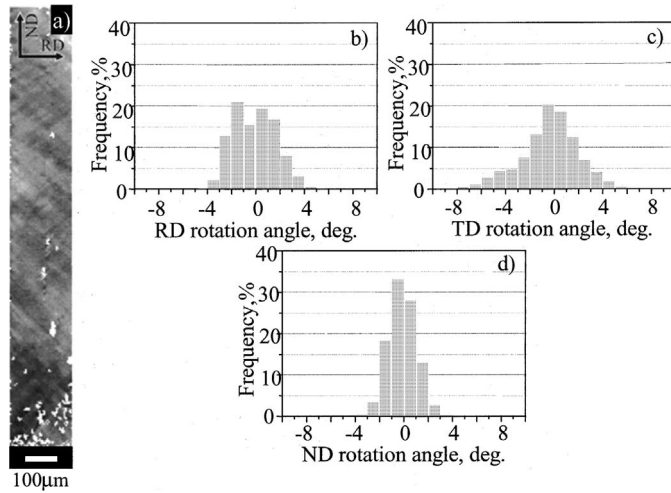 a)
ND
RD
100µm
b)
Frequency,%
40
30
20
10
0
-8 -4 0 4 8
RD rotation angle, deg.
c)
Frequency,%
40
30
20
10
0
-8 -4 0 4 8
TD rotation angle, deg.
d)
Frequency,%
40
30
20
10
0
-8 -4 0 4 8
ND rotation angle, deg.